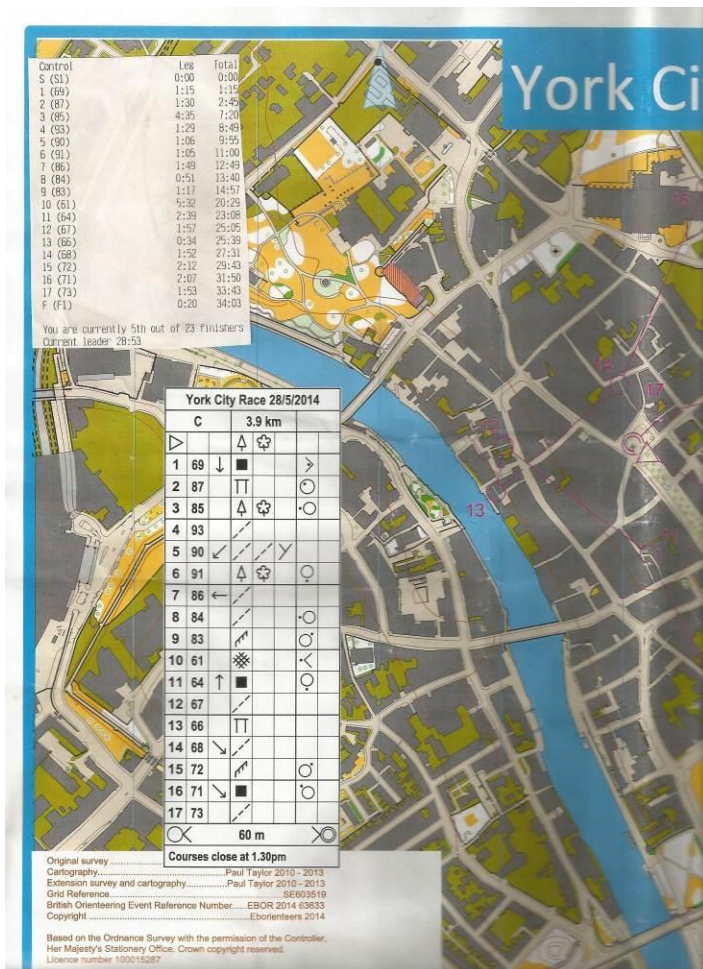 York Ci
Control Leg Total
S (S1) 0:00 0:00
1 (69) 1:15 1:15
2 (87) 1:30 2:45
3 (85) 4:35 7:20
4 (93) 1:29 8:49
5 (90) 1:06 9:55
6 (91) 1:05 11:00
7 (86) 1:49 12:49
8 (84) 0:51 13:40
9 (83) 1:17 14:57
10 (61) 5:32 20:29
11 (64) 2:39 23:08
12 (67) 1:57 25:05
13 (66) 0:34 25:39
14 (68) 1:52 27:31
15 (72) 2:12 29:43
16 (71) 2:07 31:50
17 (73) 1:53 33:43
F (F1) 0:20 34:03
You are currently 5th out of 23 finishers
Current leader 28:53
York City Race 28/5/2014
C 3.9 km
1 69
2 87
3 85
4 93
5 90
6 91
7 86
8 84
9 83
10 61
11 64
12 67
13 66
14 68
15 72
16 71
17 73
60 m
Courses close at 1.30pm
14
17
13
Original survey
Cartography Paul Taylor 2010 - 2013
Extension survey and cartography Paul Taylor 2010 - 2013
Grid Reference SE603519
British Orienteering Event Reference Number EBOR 2014 63633
Copyright Eborienteers 2014
Based on the Ordnance Survey with the permission of the Controller,
Her Majesty's Stationery Office. Crown copyright reserved.
Licence number 100015287